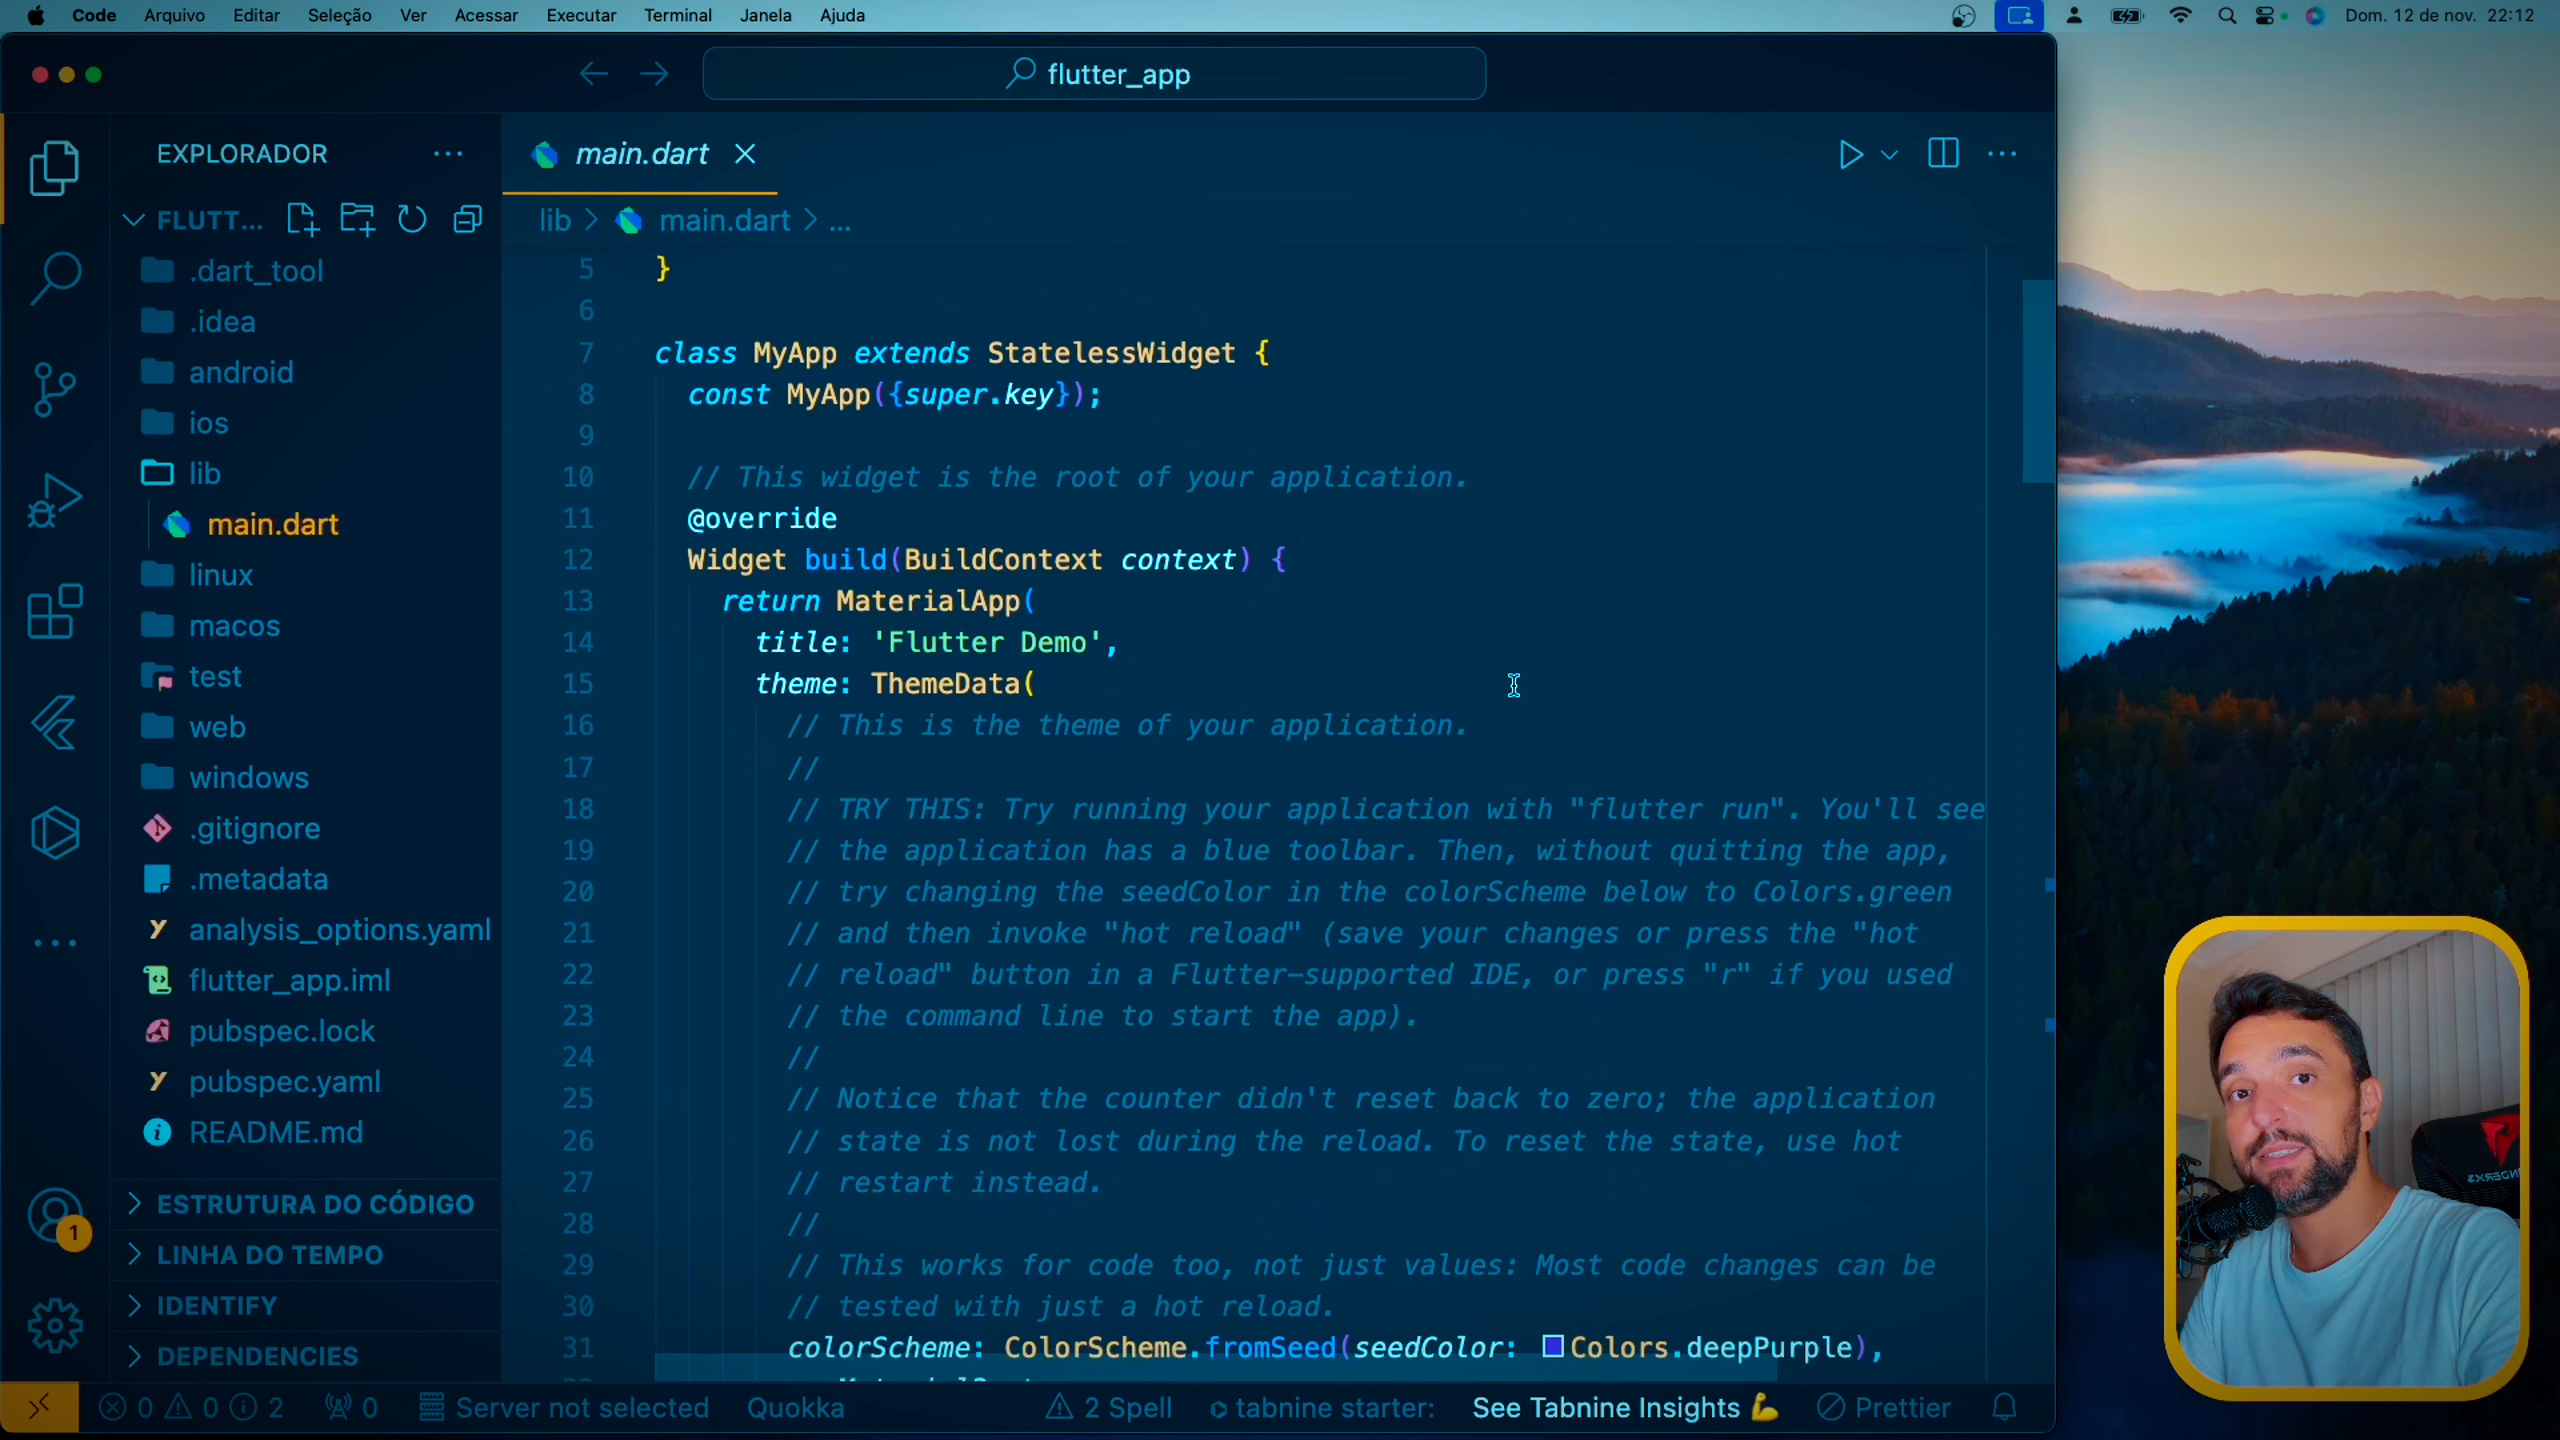 Code Arquivo Editar Seleção Ver Acessar Executar Terminal Janela Ajuda
Dom. 12 de nov. 22:12
flutter_app
EXPLORADOR
main.dart
FLUTT...
lib > main.dart > ...
.dart_tool
.idea
android
ios
lib
main.dart
linux
macos
test
web
windows
.gitignore
.metadata
analysis_options.yaml
flutter_app.iml
pubspec.lock
pubspec.yaml
README.md
ESTRUTURA DO CÓDIGO
LINHA DO TEMPO
IDENTIFY
DEPENDENCIES
1
5 }
6
7 class MyApp extends StatelessWidget {
8 const MyApp({super.key});
9
10 // This widget is the root of your application.
11 @override
12 Widget build(BuildContext context) {
13 return MaterialApp(
14 title: 'Flutter Demo',
15 theme: ThemeData(
16 // This is the theme of your application.
17 //
18 // TRY THIS: Try running your application with "flutter run". You'll see
19 // the application has a blue toolbar. Then, without quitting the app,
20 // try changing the seedColor in the colorScheme below to Colors.green
21 // and then invoke "hot reload" (save your changes or press the "hot
22 // reload" button in a Flutter-supported IDE, or press "r" if you used
23 // the command line to start the app).
24 //
25 // Notice that the counter didn't reset back to zero; the application
26 // state is not lost during the reload. To reset the state, use hot
27 // restart instead.
28 //
29 // This works for code too, not just values: Most code changes can be
30 // tested with just a hot reload.
31 colorScheme: ColorScheme.fromSeed(seedColor: Colors.deepPurple),
0 0 2 0 Server not selected Quokka 2 Spell tabnine starter: See Tabnine Insights 💪 Prettier